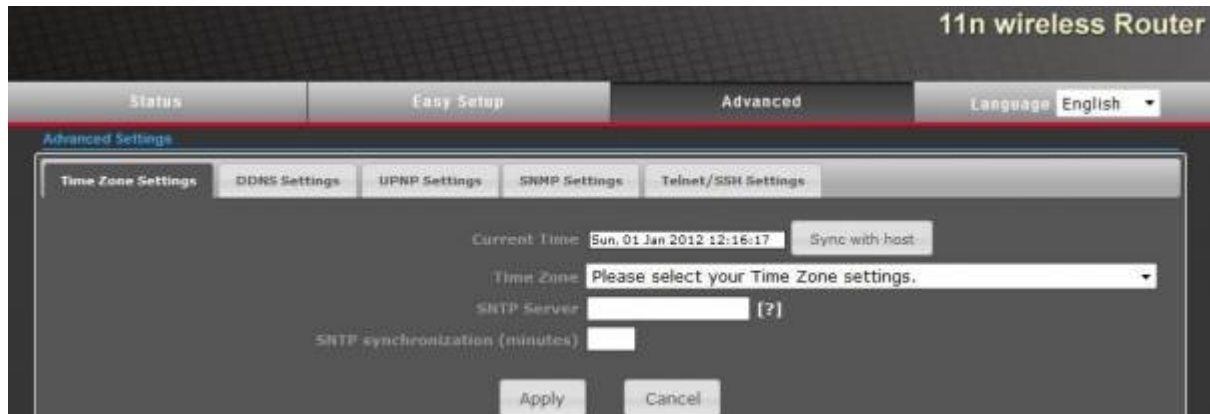 11n wireless Router
Status Easy Setup Advanced Language English
Advanced Settings
Time Zone Settings DDNS Settings UPNP Settings SNMP Settings Telnet/SSH Settings
Current Time Sun, 01 Jan 2012 12:16:17 Sync with host
Time Zone Please select your Time Zone settings.
SNTP Server [?]
SNTP synchronization (minutes)
Apply Cancel